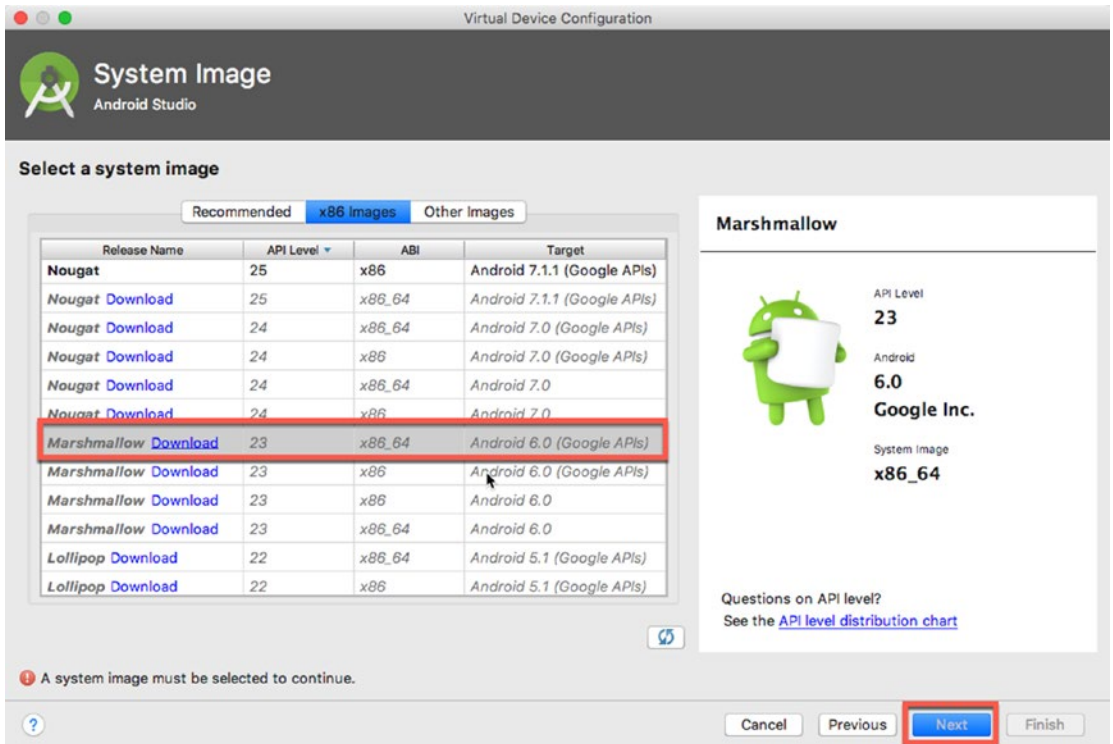 Virtual Device Configuration
System Image
Android Studio
Select a system image
Recommended x86 Images Other Images
Release Name API Level ABI Target
Nougat 25 x86 Android 7.1.1 (Google APIs)
Nougat Download 25 x86_64 Android 7.1.1 (Google APIs)
Nougat Download 24 x86_64 Android 7.0 (Google APIs)
Nougat Download 24 x86 Android 7.0 (Google APIs)
Nougat Download 24 x86_64 Android 7.0
Nougat Download 24 x86 Android 7.0
Marshmallow Download 23 x86_64 Android 6.0 (Google APIs)
Marshmallow Download 23 x86 Android 6.0 (Google APIs)
Marshmallow Download 23 x86 Android 6.0
Marshmallow Download 23 x86_64 Android 6.0
Lollipop Download 22 x86_64 Android 5.1 (Google APIs)
Lollipop Download 22 x86 Android 5.1 (Google APIs)
Marshmallow
API Level
23
Android
6.0
Google Inc.
System Image
x86_64
Questions on API level?
See the API level distribution chart
A system image must be selected to continue.
? Cancel Previous Next Finish